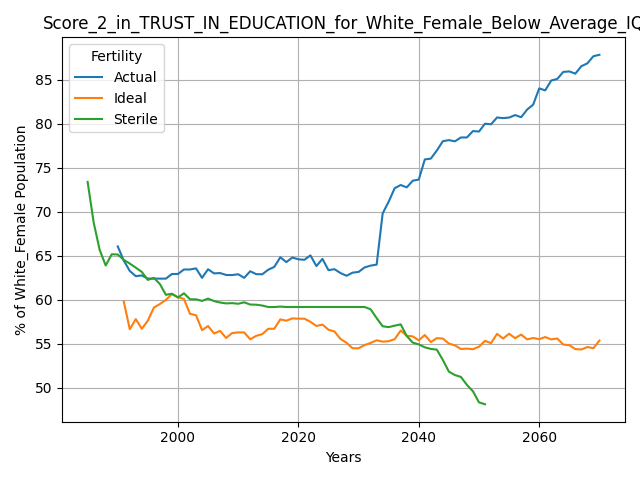 Score_2_in_TRUST_IN_EDUCATION_for_White_Female_Below_Average_IQ
Fertility
Actual
Ideal
Sterile
% of White_Female Population
85
80
75
70
65
60
55
50
2000
2020
2040
2060
Years